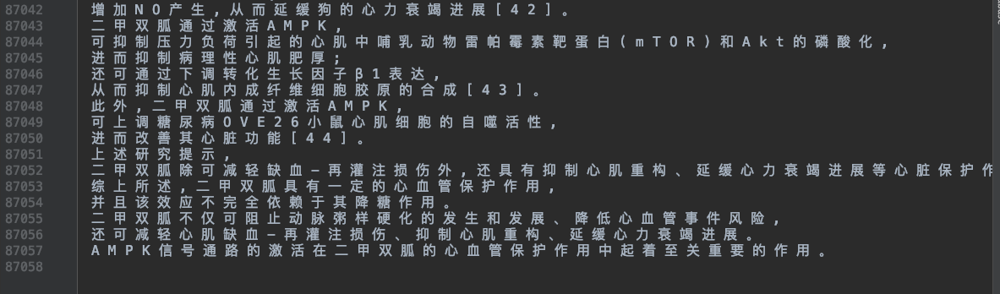 87042 增加NO产生,从而延缓狗的心力衰竭进展[42]。
87043 二甲双胍通过激活AMPK,
87044 可抑制压力负荷引起的心肌中哺乳动物雷帕霉素靶蛋白(mTOR)和Akt的磷酸化,
87045 进而抑制病理性心肌肥厚;
87046 还可通过下调转化生长因子β1表达,
87047 从而抑制心肌内成纤维细胞胶原的合成[43]。
87048 此外,二甲双胍通过激活AMPK,
87049 可上调糖尿病OVE26小鼠心肌细胞的自噬活性,
87050 进而改善其心脏功能[44]。
87051 上述研究提示,
87052 二甲双胍除可减轻缺血—再灌注损伤外,还具有抑制心肌重构、延缓心力衰竭进展等心脏保护作
87053 综上所述,二甲双胍具有一定的心血管保护作用,
87054 并且该效应不完全依赖于其降糖作用。
87055 二甲双胍不仅可阻止动脉粥样硬化的发生和发展、降低心血管事件风险,
87056 还可减轻心肌缺血—再灌注损伤、抑制心肌重构、延缓心力衰竭进展。
87057 AMPK信号通路的激活在二甲双胍的心血管保护作用中起着至关重要的作用。
87058